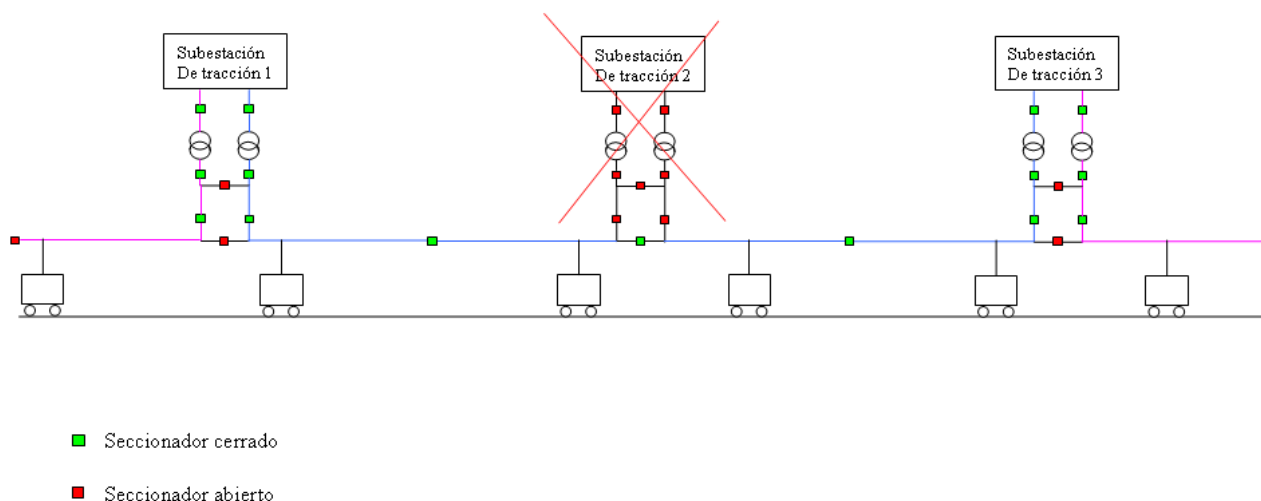 Subestación
De tracción 1
Subestación
De tracción 2
Subestación
De tracción 3
Seccionador cerrado
Seccionador abierto